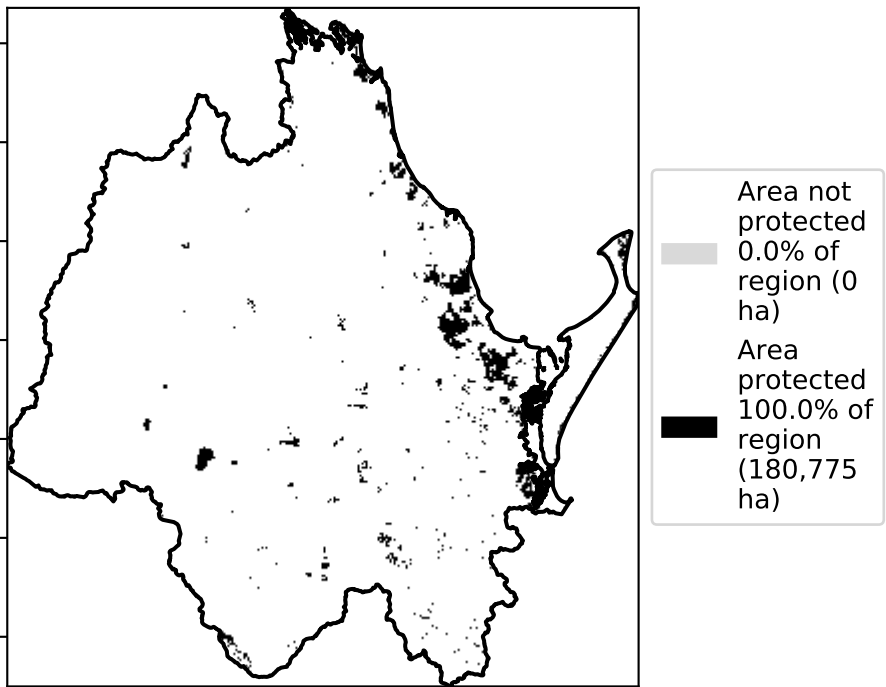 Area not
protected
0.0% of
region (0
ha)
Area
protected
100.0% of
region
(180,775
ha)